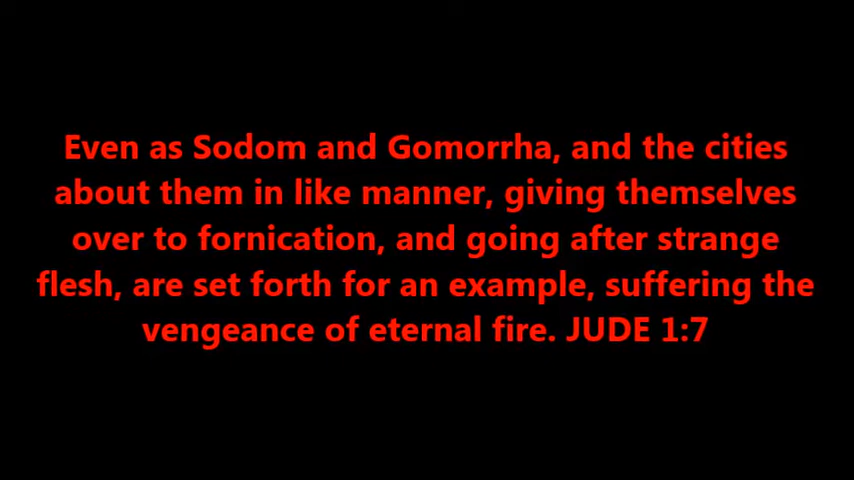 Even as Sodom and Gomorrha, and the cities
about them in like manner, giving themselves
over to fornication, and going after strange
flesh, are set forth for an example, suffering the
vengeance of eternal fire. JUDE 1:7